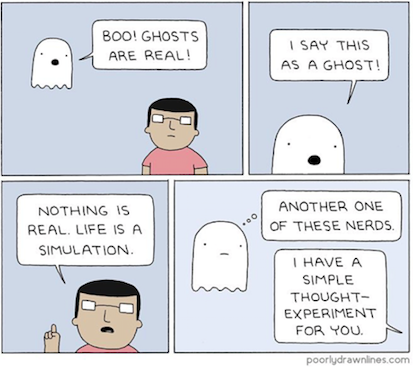 BOO! GHOSTS
ARE REAL!
I SAY THIS
AS A GHOST!
NOTHING IS
REAL. LIFE IS A
SIMULATION.
ANOTHER ONE
OF THESE NERDS.
I HAVE A
SIMPLE
THOUGHT-
EXPERIMENT
FOR YOU.
poorlydrawnlines.com